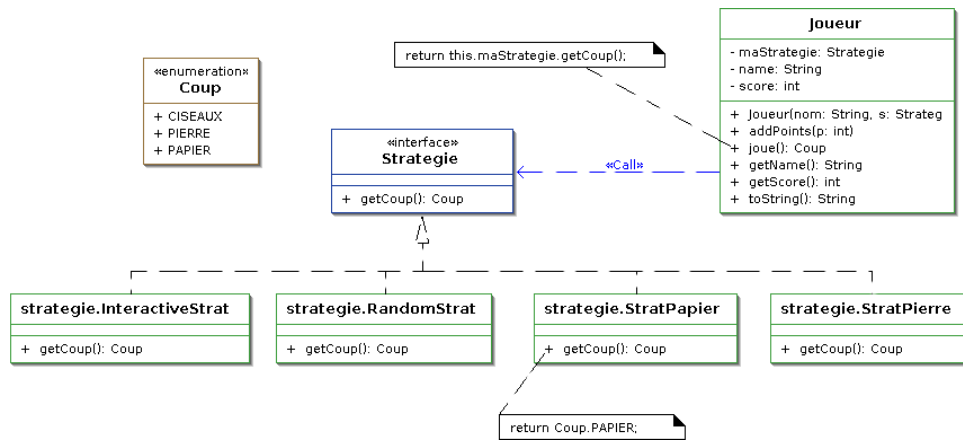 Joueur
- maStrategie: Strategie
- name: String
- score: int
+ Joueur(nom: String, s: Strateg
+ addPoints(p: int)
+ joue(): Coup
+ getName(): String
+ getScore(): int
+ toString(): String
return this.maStrategie.getCoup();
«enumeration»
Coup
+ CISEAUX
+ PIERRE
+ PAPIER
«interface»
Strategie
+ getCoup(): Coup
«Call»
strategie.InteractiveStrat
+ getCoup(): Coup
strategie.RandomStrat
+ getCoup(): Coup
strategie.StratPapier
+ getCoup(): Coup
strategie.StratPierre
+ getCoup(): Coup
return Coup.PAPIER;